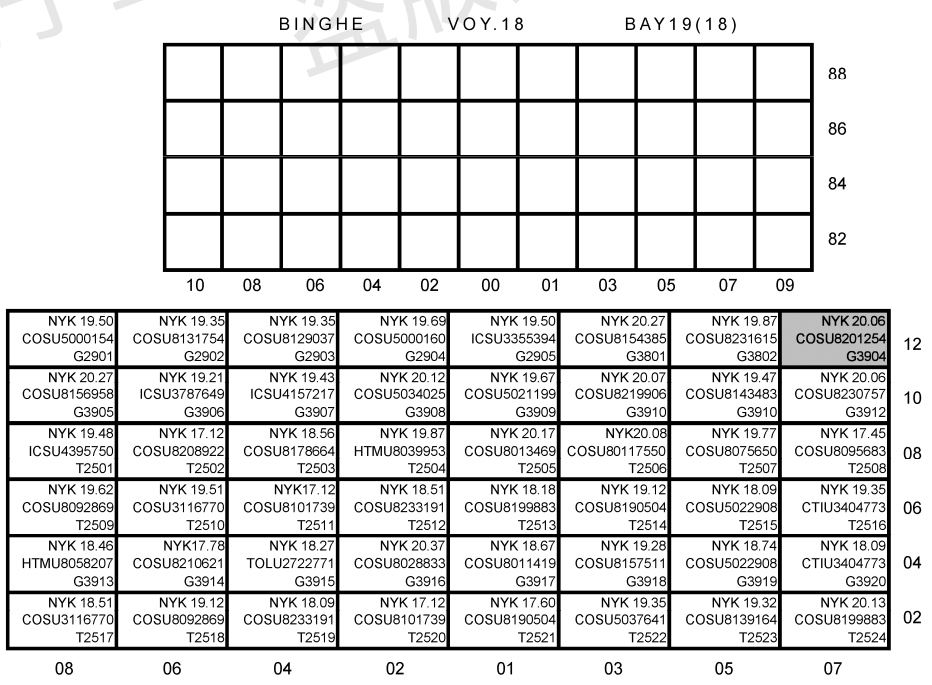 BINGHE VOY.18 BAY19(18)
88
86
84
82
10 08 06 04 02 00 01 03 05 07 09
NYK 19.50 NYK 19.35 NYK 19.35 NYK 19.69 NYK 19.50 NYK 20.27 NYK 19.87 NYK 20.06
COSU5000154 COSU8131754 COSU8129037 COSU5000160 ICSU3355394 COSU8154385 COSU8231615 COSU8201254 12
G2901 G2902 G2903 G2904 G2905 G3801 G3802 G3904
NYK 20.27 NYK 19.21 NYK 19.43 NYK 20.12 NYK 19.67 NYK 20.07 NYK 19.47 NYK 20.06
COSU8156958 ICSU3787649 ICSU4157217 COSU5034025 COSU5021199 COSU8219906 COSU8143483 COSU8230757 10
G3905 G3906 G3907 G3908 G3909 G3910 G3910 G3912
NYK 19.48 NYK 17.12 NYK 18.56 NYK 19.87 NYK 20.17 NYK20.08 NYK 19.77 NYK 17.45
ICSU4395750 COSU8208922 COSU8178664 HTMU8039953 COSU8013469 COSU80117550 COSU8075650 COSU8095683 08
T2501 T2502 T2503 T2504 T2505 T2506 T2507 T2508
NYK 19.62 NYK 19.51 NYK17.12 NYK 18.51 NYK 18.18 NYK 19.12 NYK 18.09 NYK 19.35
COSU8092869 COSU3116770 COSU8101739 COSU8233191 COSU8199883 COSU8190504 COSU5022908 CTIU3404773 06
T2509 T2510 T2511 T2512 T2513 T2514 T2515 T2516
NYK 18.46 NYK17.78 NYK 18.27 NYK 20.37 NYK 18.67 NYK 19.28 NYK 18.74 NYK 18.09
HTMU8058207 COSU8210621 TOLU2722771 COSU8028833 COSU8011419 COSU8157511 COSU5022908 CTIU3404773 04
G3913 G3914 G3915 G3916 G3917 G3918 G3919 G3920
NYK 18.51 NYK 19.12 NYK 18.09 NYK 17.12 NYK 17.60 NYK 19.35 NYK 19.32 NYK 20.13
COSU3116770 COSU8092869 COSU8233191 COSU8101739 COSU8190504 COSU5037641 COSU8139164 COSU8199883 02
T2517 T2518 T2519 T2520 T2521 T2522 T2523 T2524
08 06 04 02 01 03 05 07